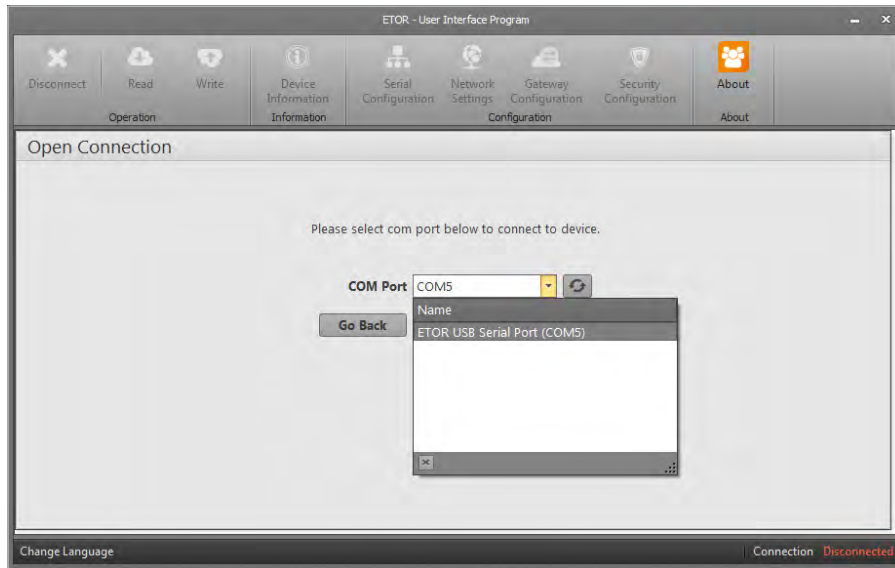 ETOR - User Interface Program
Disconnect Read Write Device Information Serial Configuration Network Settings Gateway Configuration Security Configuration About
Operation Information Configuration About
Open Connection
Please select com port below to connect to device.
COM Port COM5
Name
Go Back
ETOR USB Serial Port (COM5)
Change Language Connection Disconnected